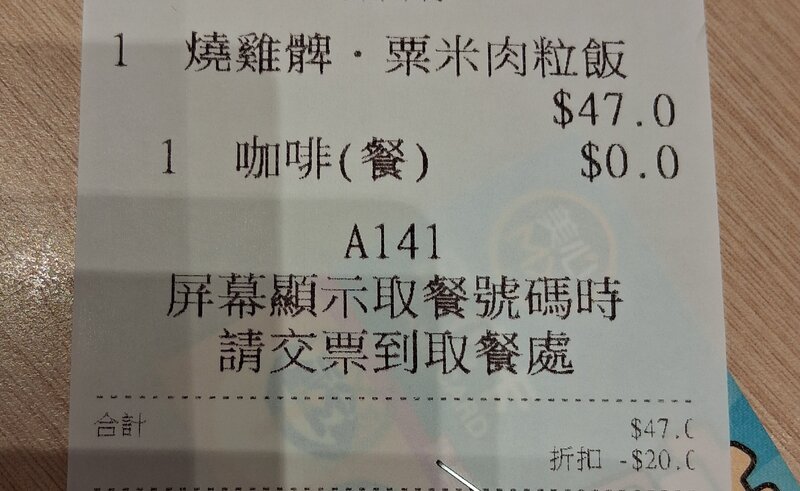 1 燒雞髀·粟米肉粒飯
$47.0
1 咖啡(餐) $0.0
A141
屏幕顯示取餐號碼時
請交票到取餐處
合計 $47.0
折扣 -$20.0
美心